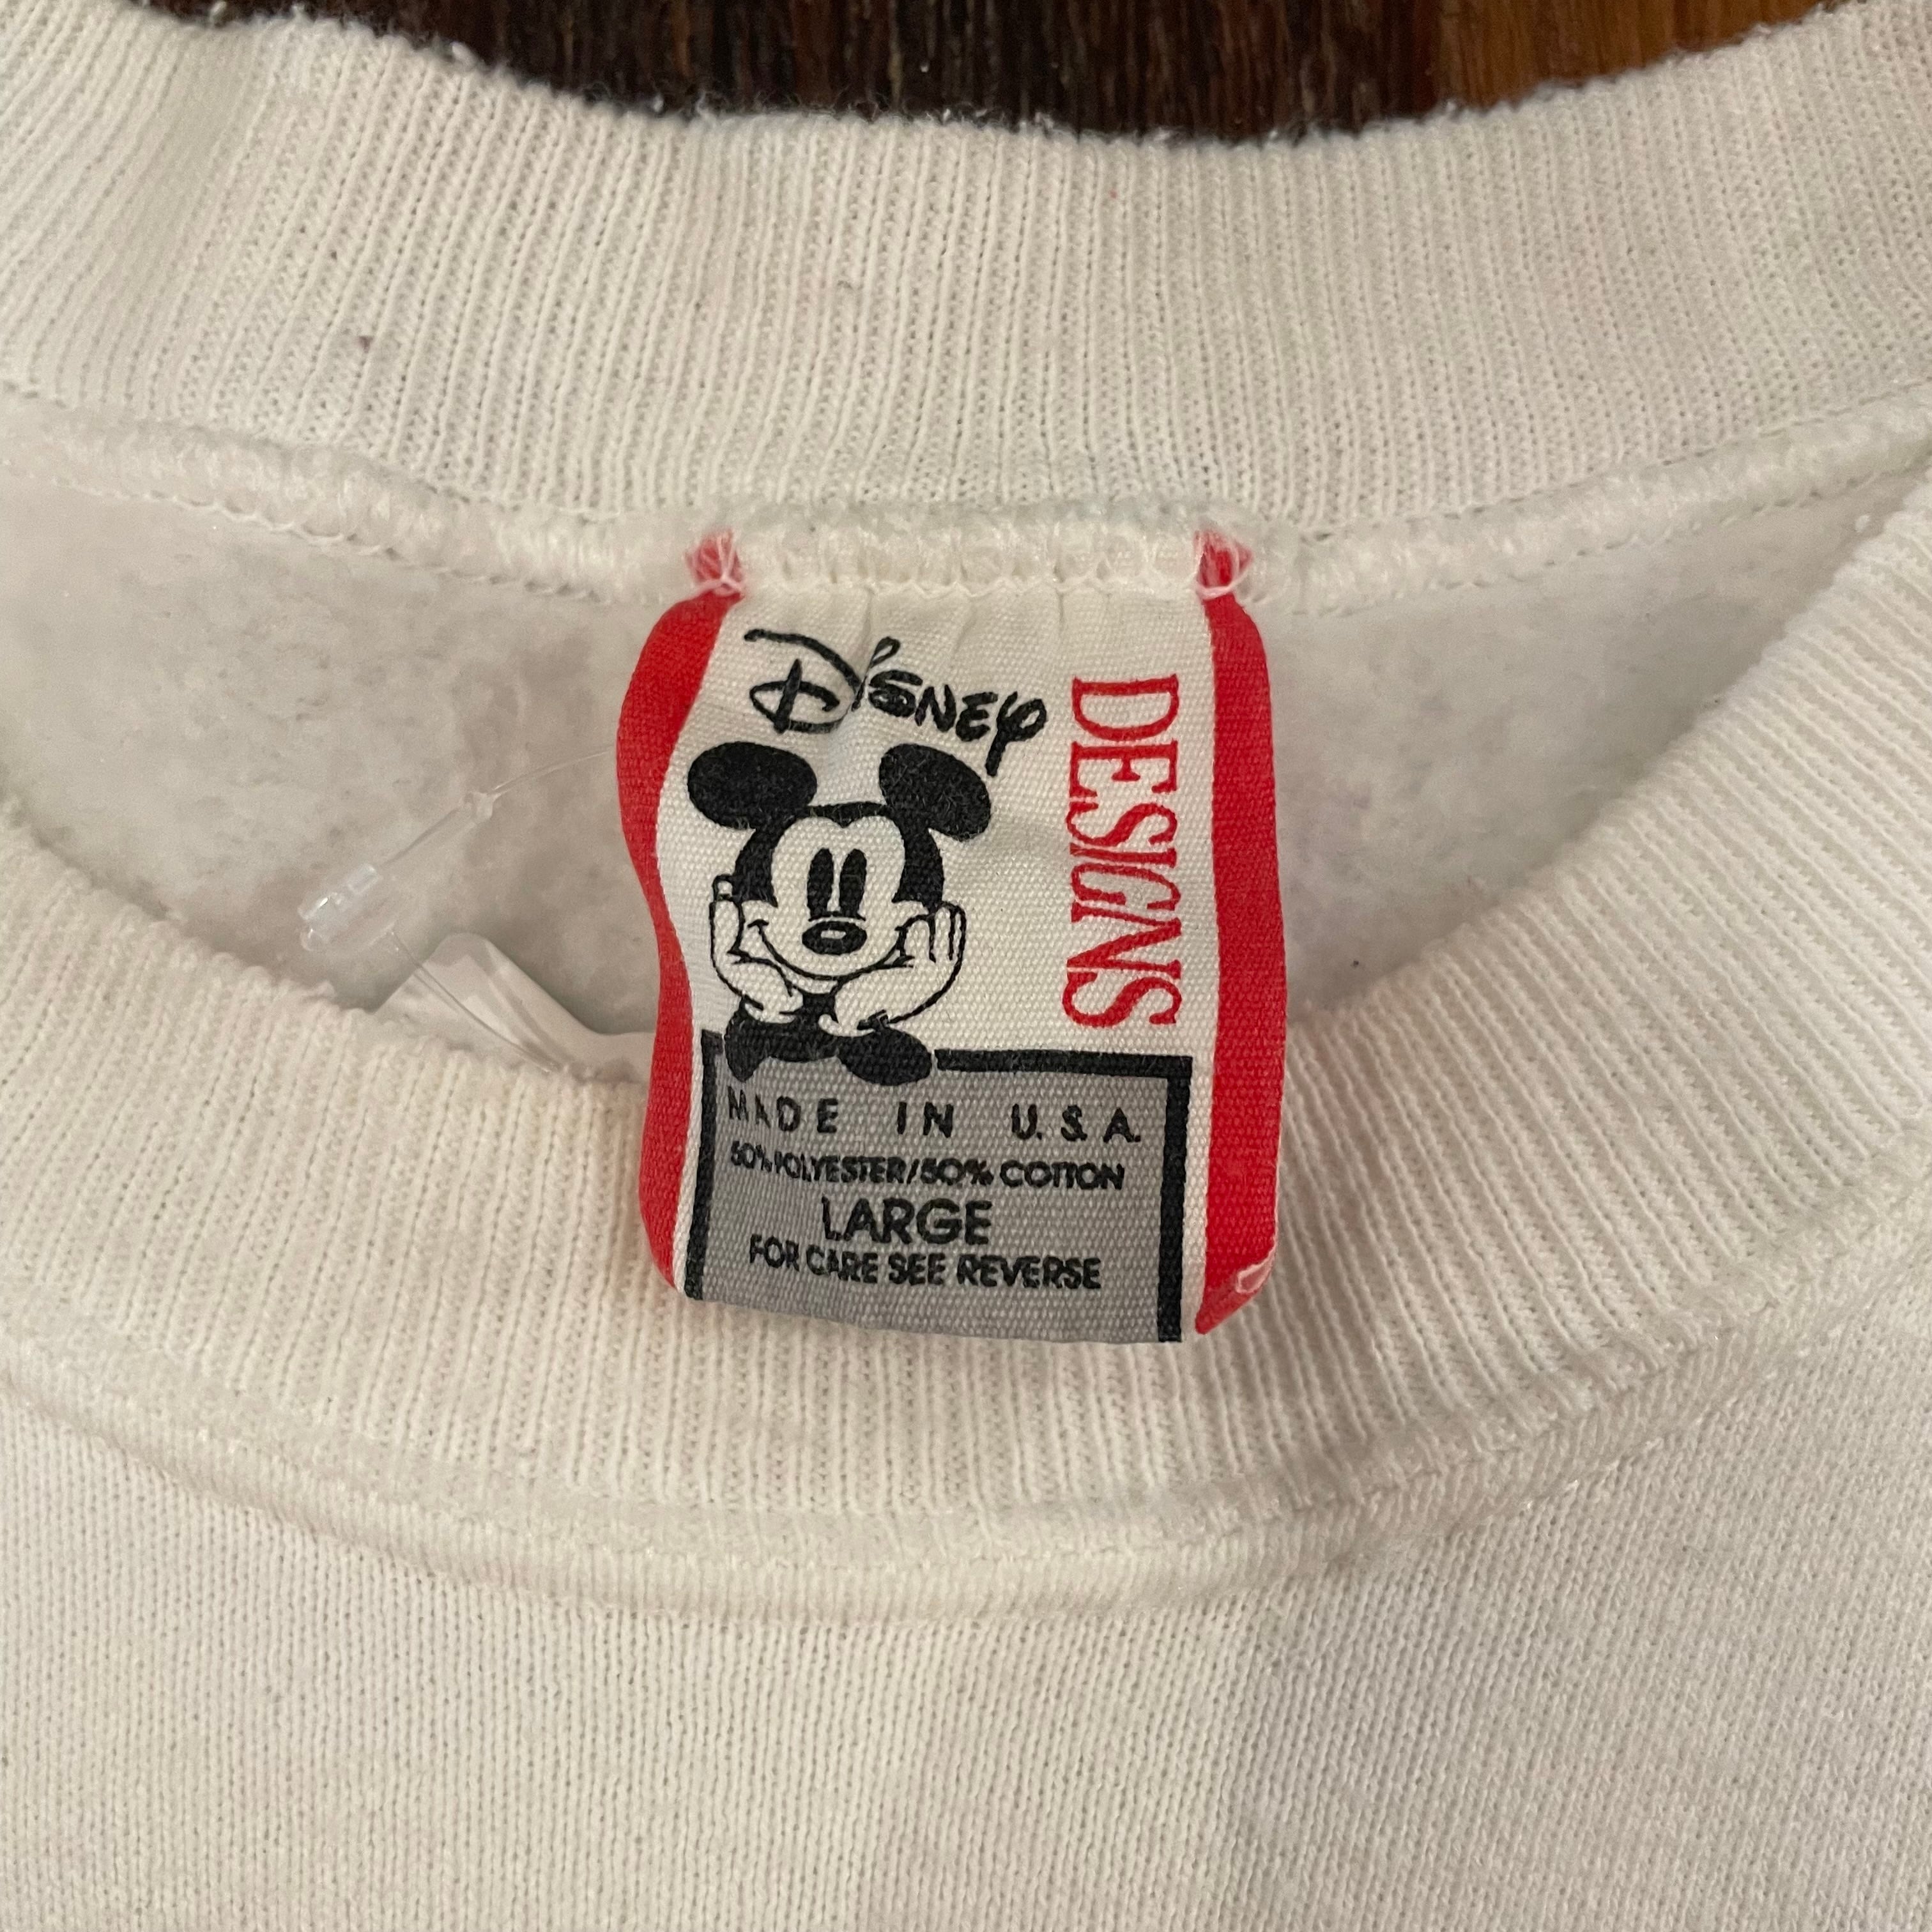 Disney
DESIGNS
MADE IN U.S.A.
50% POLYESTER/50% COTTON
LARGE
FOR CARE SEE REVERSE